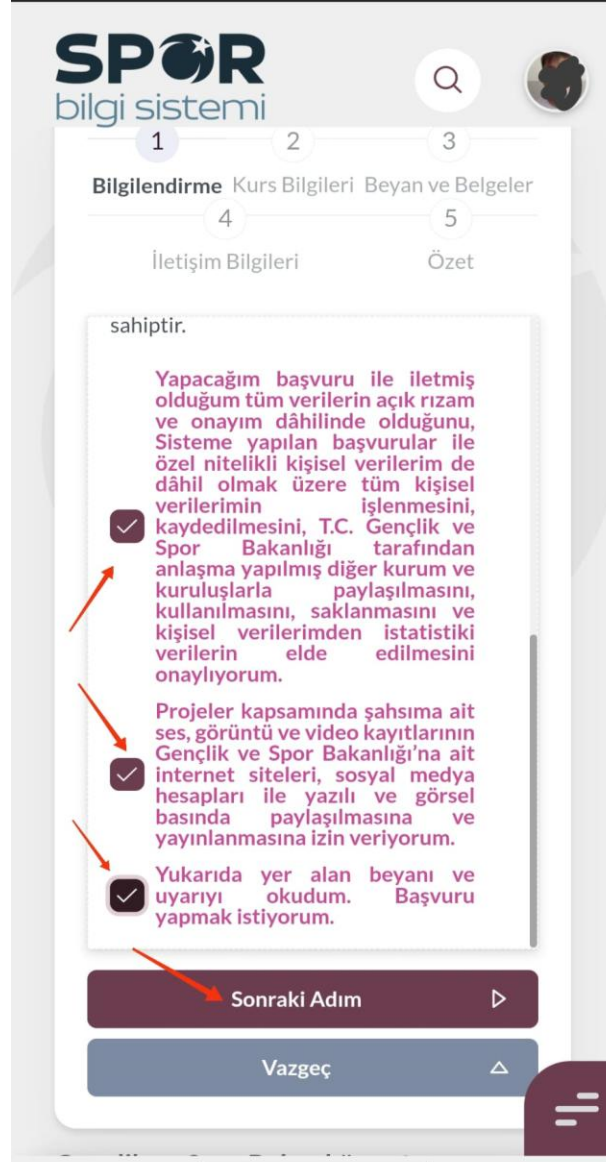 SPOR
bilgi sistemi
1 2 3
Bilgilendirme Kurs Bilgileri Beyan ve Belgeler
4 5
İletişim Bilgileri Özet
sahiptir.
Yapacağım başvuru ile iletmiş
olduğum tüm verilerin açık rızam
ve onayım dâhilinde olduğunu,
Sisteme yapılan başvurular ile
özel nitelikli kişisel verilerim de
dâhil olmak üzere tüm kişisel
verilerimin işlenmesini,
kaydedilmesini, T.C. Gençlik ve
Spor Bakanlığı tarafından
anlaşma yapılmış diğer kurum ve
kuruluşlarla paylaşılmasını,
kullanılmasını, saklanmasını ve
kişisel verilerimden istatistiki
verilerin elde edilmesini
onaylıyorum.
Projeler kapsamında şahsıma ait
ses, görüntü ve video kayıtlarının
Gençlik ve Spor Bakanlığı’na ait
internet siteleri, sosyal medya
hesapları ile yazılı ve görsel
basında paylaşılmasına ve
yayınlanmasına izin veriyorum.
Yukarıda yer alan beyanı ve
uyarıyı okudum. Başvuru
yapmak istiyorum.
Sonraki Adım
Vazgeç